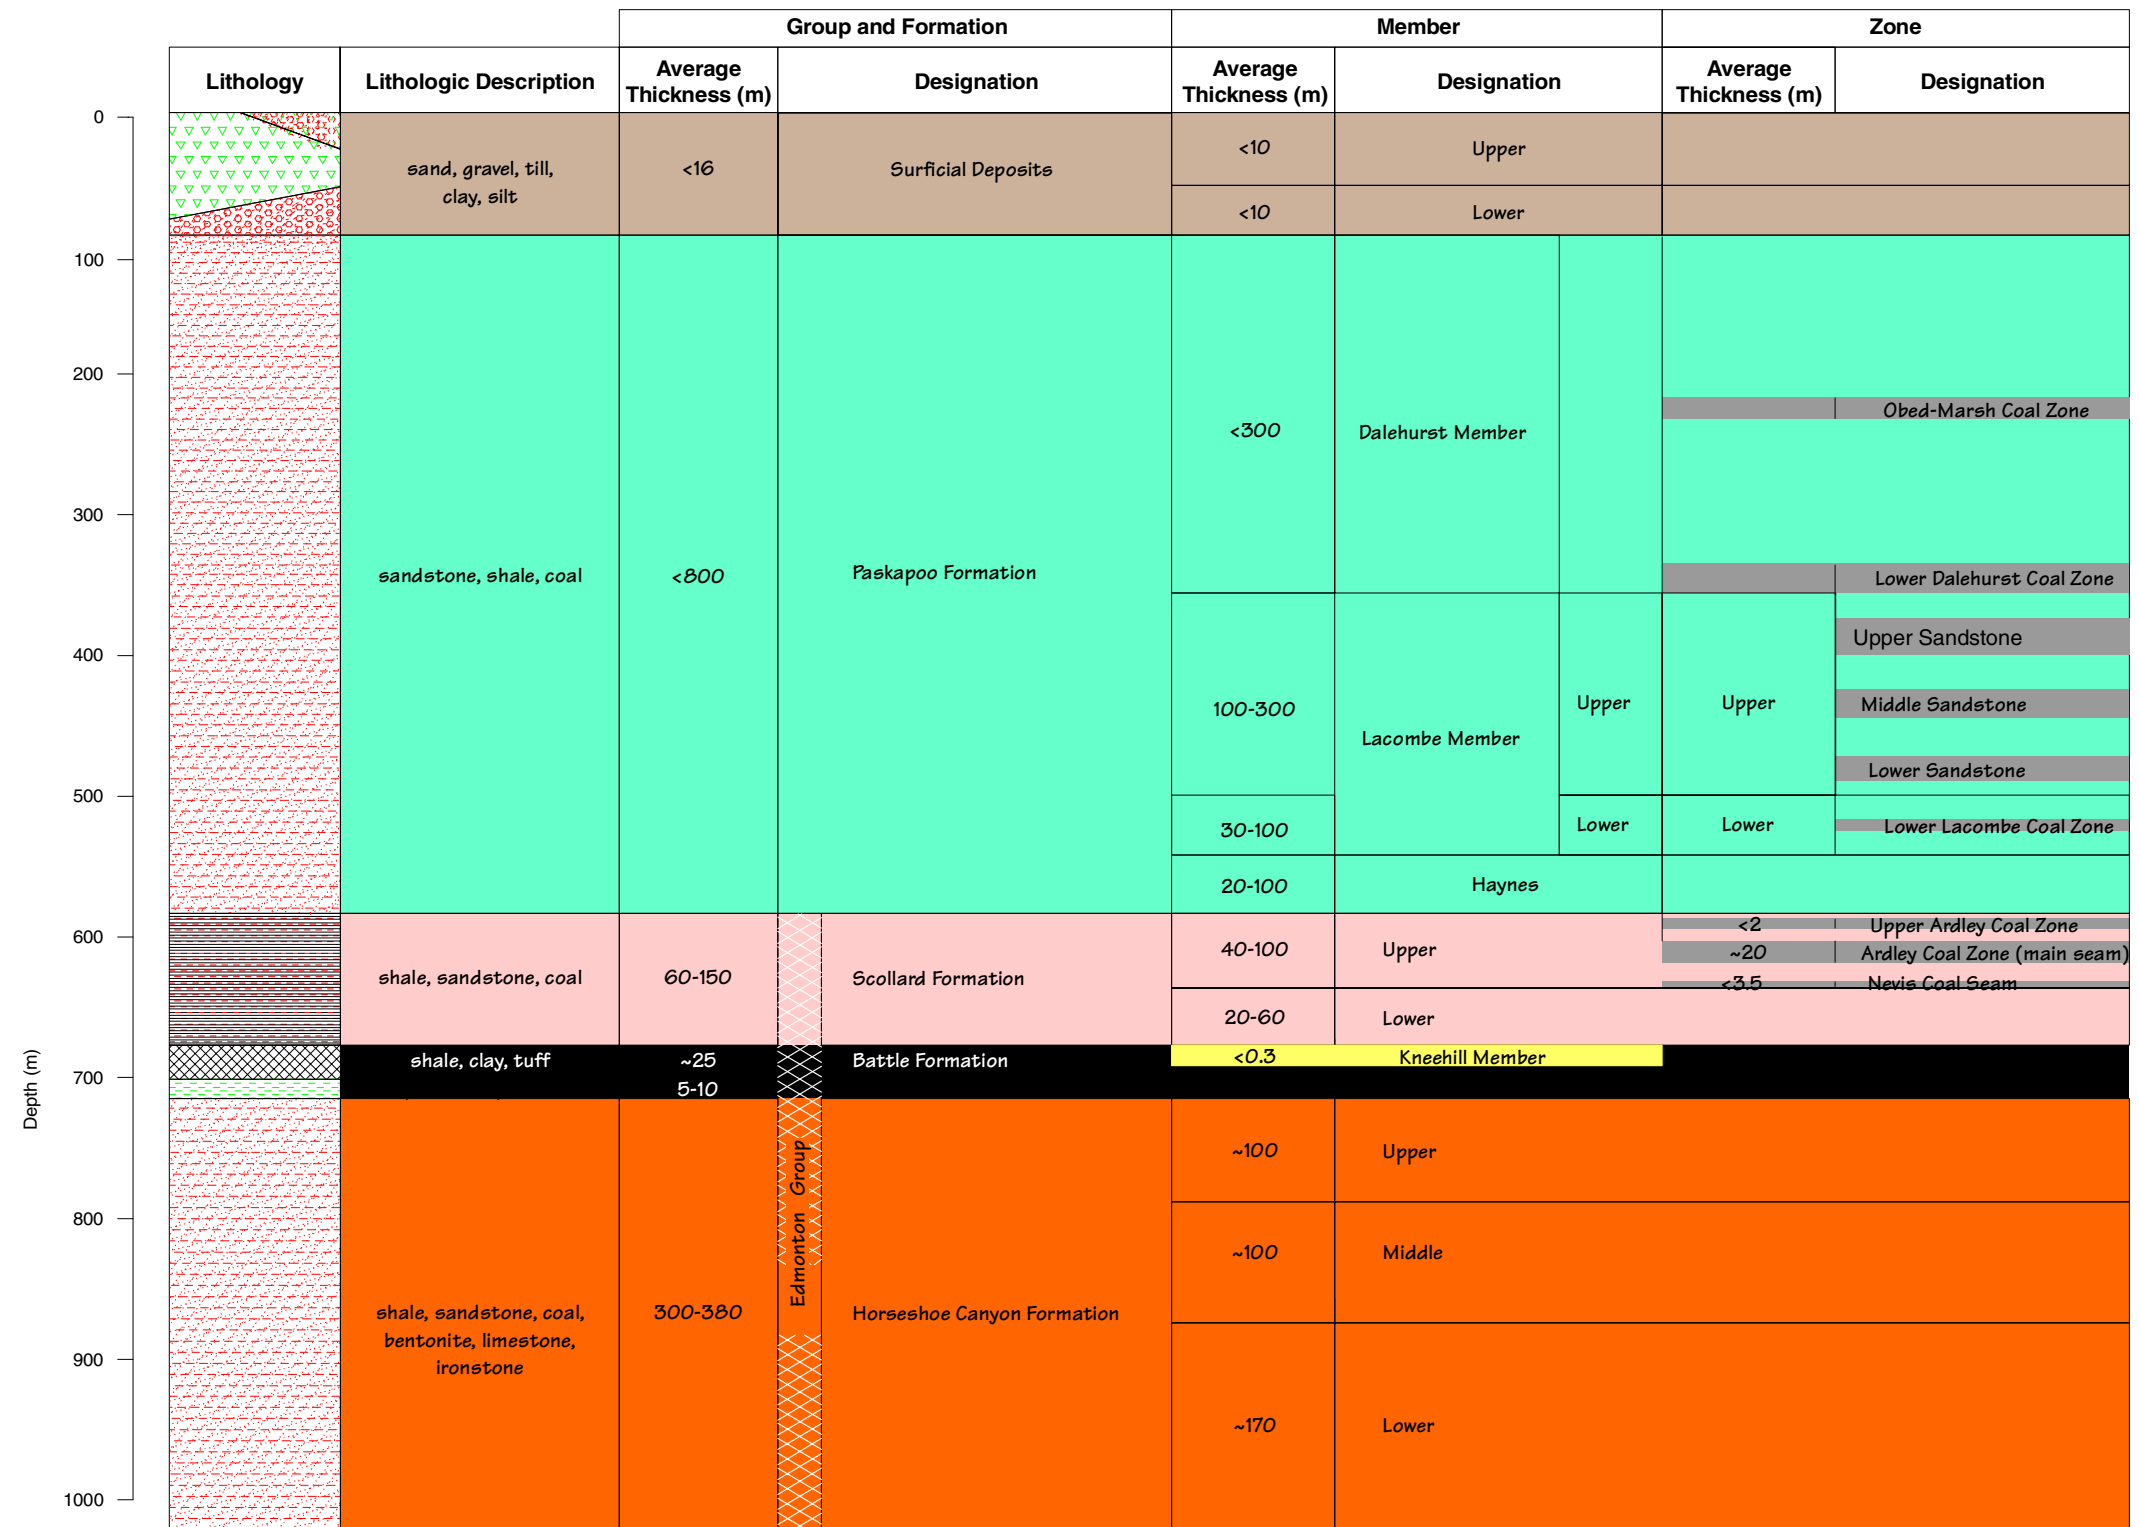 Group and Formation
Member
Zone
Lithology
Lithologic Description
Average
Thickness (m)
Designation
Average
Thickness (m)
Designation
Average
Thickness (m)
Designation
0
100
200
300
400
500
600
700
800
900
1000
Depth (m)
sand, gravel, till,
clay, silt
<16
Surficial Deposits
<10
Upper
<10
Lower
sandstone, shale, coal
<800
Paskapoo Formation
<300
Dalehurst Member
Obed-Marsh Coal Zone
Lower Dalehurst Coal Zone
100-300
Lacombe Member
Upper
Upper
Upper Sandstone
Middle Sandstone
Lower Sandstone
30-100
Lower
Lower
Lower Lacombe Coal Zone
20-100
Haynes
shale, sandstone, coal
60-150
Scollard Formation
40-100
Upper
<2
Upper Ardley Coal Zone
~20
Ardley Coal Zone (main seam)
<3.5
Nevis Coal Seam
20-60
Lower
shale, clay, tuff
~25
Battle Formation
<0.3
Kneehill Member
5-10
Edmonton Group
shale, sandstone, coal,
bentonite, limestone,
ironstone
300-380
Horseshoe Canyon Formation
~100
Upper
~100
Middle
~170
Lower